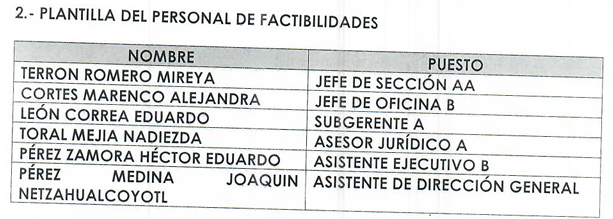 2.- PLANTILLA DEL PERSONAL DE FACTIBILIDADES
NOMBRE PUESTO
TERRON ROMERO MIREYA JEFE DE SECCIÓN AA
CORTES MARENCO ALEJANDRA JEFE DE OFICINA B
LEÓN CORREA EDUARDO SUBGERENTE A
TORAL MEJIA NADIEZDA ASESOR JURÍDICO A
PÉREZ ZAMORA HÉCTOR EDUARDO ASISTENTE EJECUTIVO B
PÉREZ MEDINA JOAQUIN ASISTENTE DE DIRECCIÓN GENERAL
NETZAHUALCOYOTL